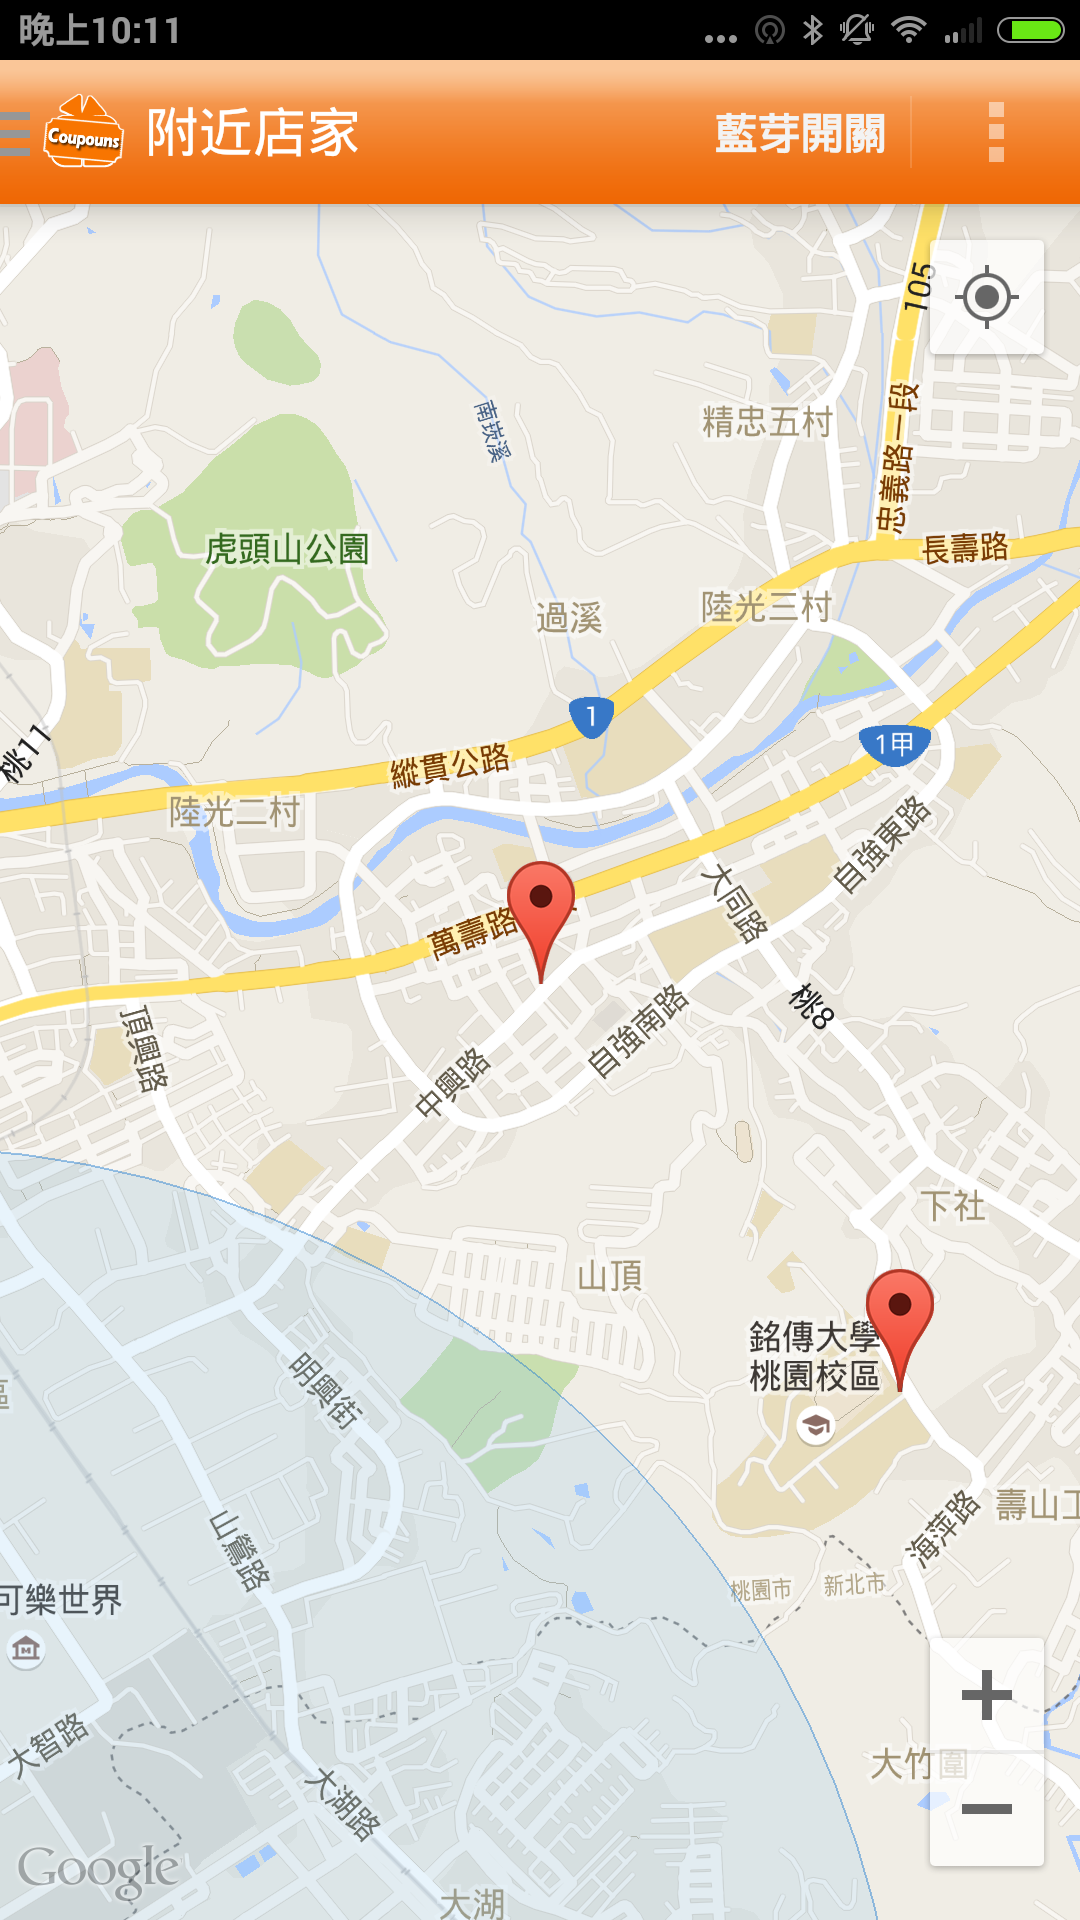 晚上10:11
Coupouns
附近店家
藍芽開關
105
南崁溪
精忠五村
忠義路一段
虎頭山公園
長壽路
過溪
陸光三村
1
1甲
桃11
縱貫公路
陸光二村
自強東路
大同路
萬壽路
桃8
頂興路
自強南路
中興路
下社
山頂
銘傳大學
桃園校區
明興街
區
海萍路
壽山工
山鶯路
桃園市
新北市
可樂世界
大智路
大竹圍
大湖路
Google
大湖